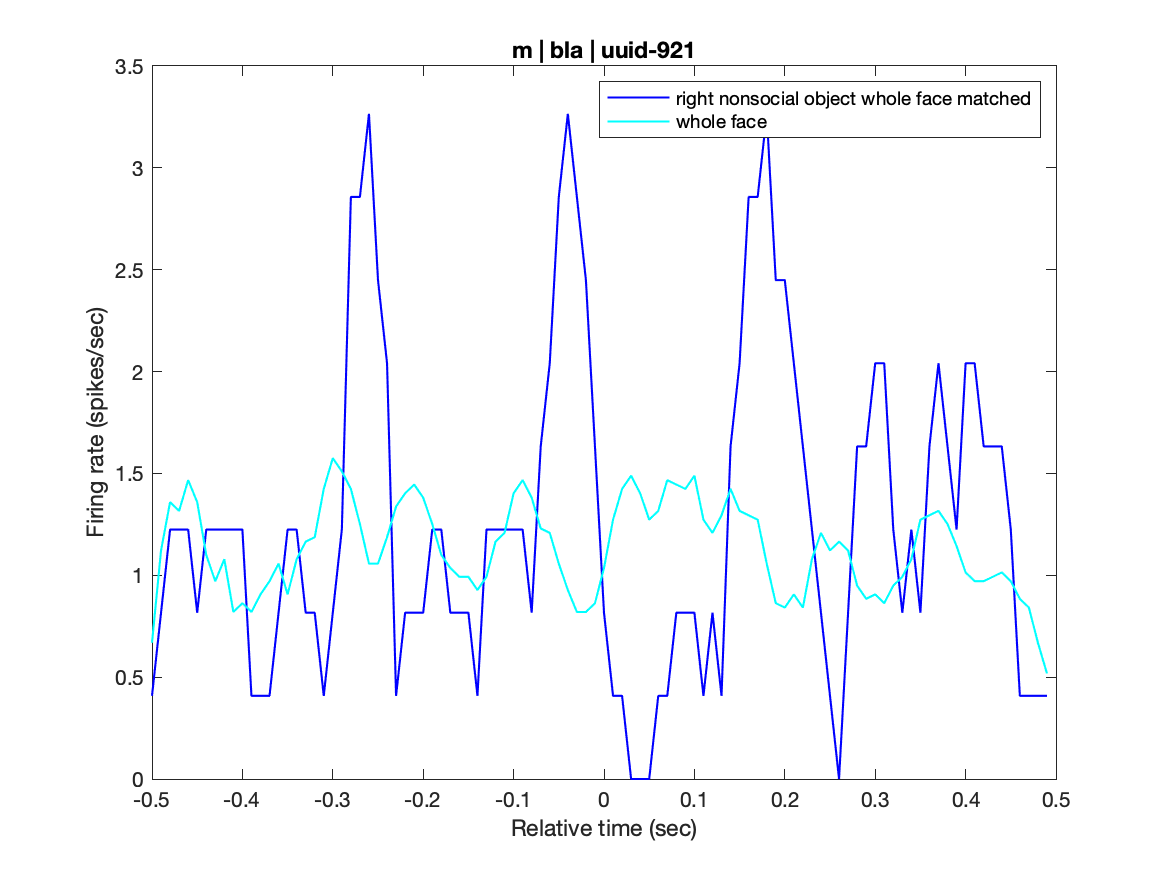 m | bla | uuid-921
right nonsocial object whole face matched
whole face
Firing rate (spikes/sec)
3.5
3
2.5
2
1.5
1
0.5
0
-0.5 -0.4 -0.3 -0.2 -0.1 0 0.1 0.2 0.3 0.4 0.5
Relative time (sec)